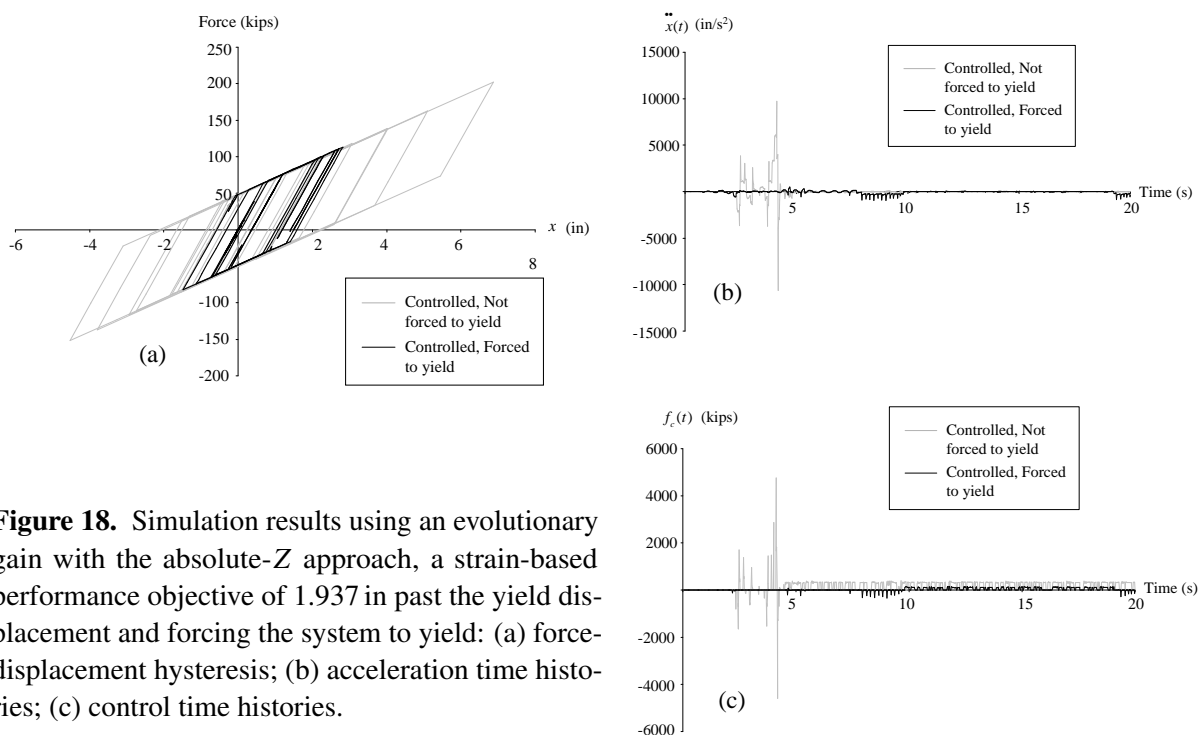 Force (kips)
250
200
150
100
50
-6
-4
-2
2
4
6
8
x (in)
-100
-150
-200
Controlled, Not
forced to yield
Controlled, Forced
to yield
(a)
ẍ(t) (in/s²)
15000
10000
5000
-5000
-10000
-15000
5
10
15
20
Time (s)
Controlled, Not
forced to yield
Controlled, Forced
to yield
(b)
f_c(t) (kips)
6000
4000
2000
-2000
-4000
-6000
5
10
15
20
Time (s)
Controlled, Not
forced to yield
Controlled, Forced
to yield
(c)
Figure 18. Simulation results using an evolutionary
gain with the absolute-Z approach, a strain-based
performance objective of 1.937 in past the yield dis-
placement and forcing the system to yield: (a) force-
displacement hysteresis; (b) acceleration time histo-
ries; (c) control time histories.